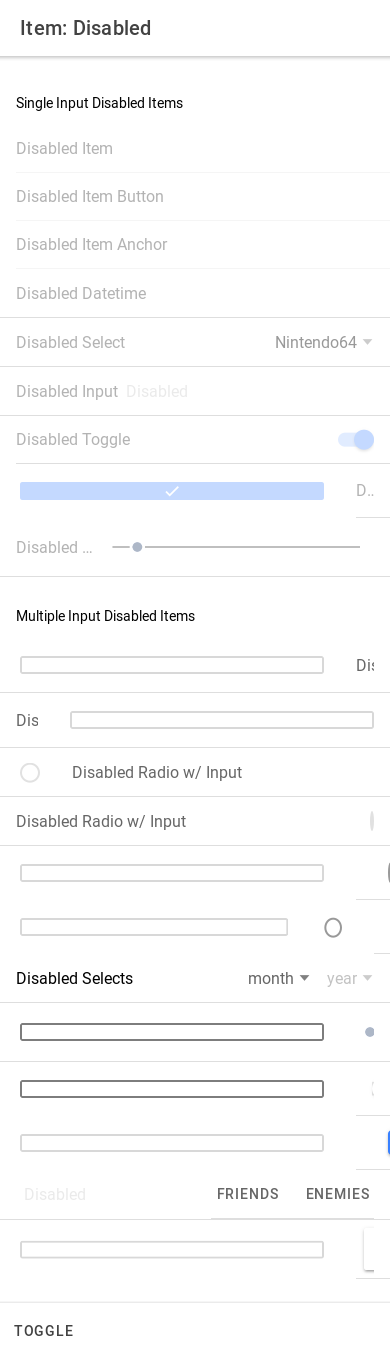 Item: Disabled
Single Input Disabled Items
Disabled Item
Disabled Item Button
Disabled Item Anchor
Disabled Datetime
Disabled Select Nintendo64
Disabled Input Disabled
Disabled Toggle
D..
Disabled ...
Multiple Input Disabled Items
Dis
Dis
Disabled Radio w/ Input
Disabled Radio w/ Input
Disabled Selects month year
Disabled FRIENDS ENEMIES
TOGGLE